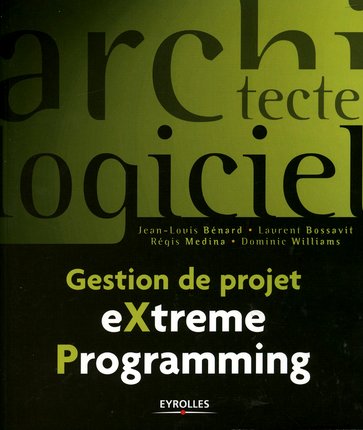 archi
tecte
logiciel
Jean-Louis Bénard • Laurent Bossavit
Régis Medina • Dominic Williams
Gestion de projet
eXtreme
Programming
EYROLLES